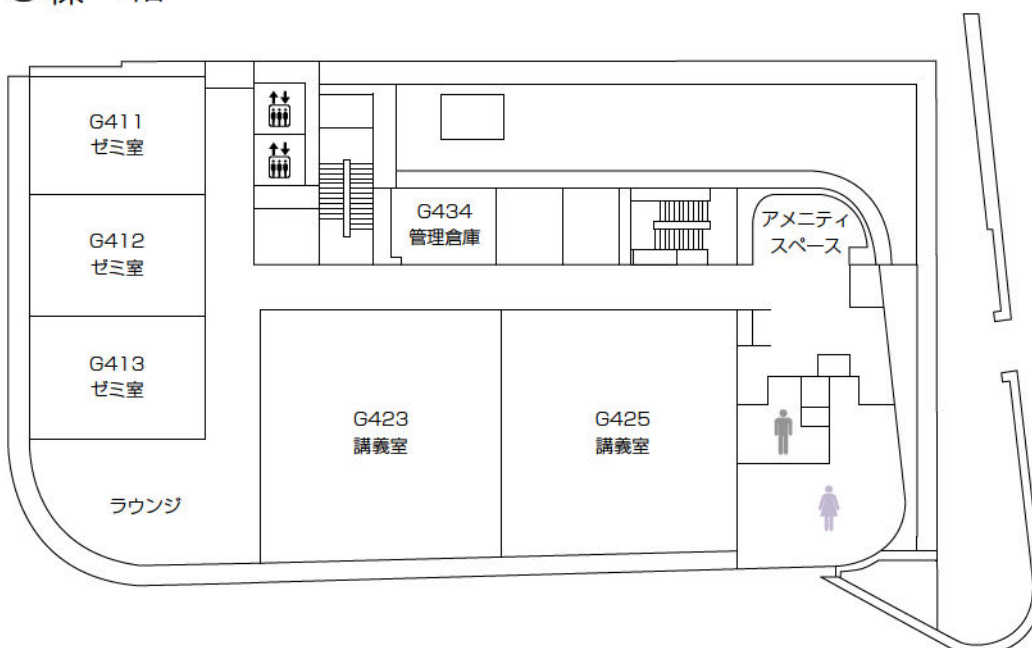 G411
ゼミ室
G412
ゼミ室
G413
ゼミ室
ラウンジ
G434
管理倉庫
アメニティ
スペース
G423
講義室
G425
講義室